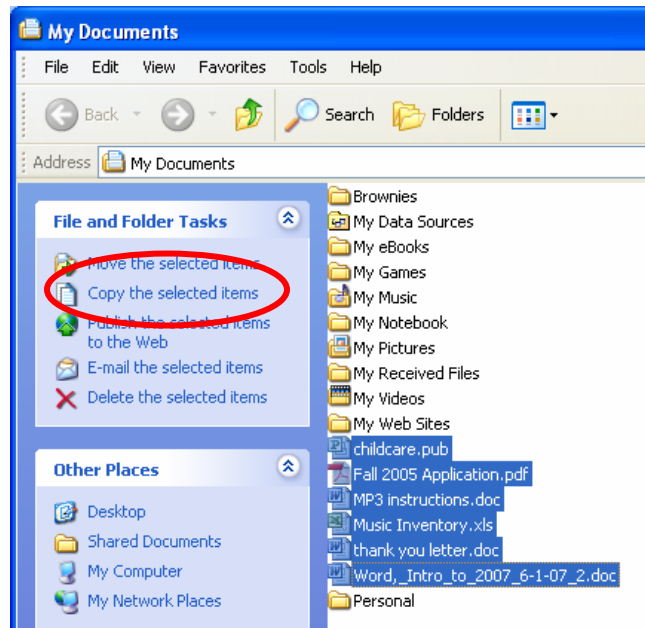 My Documents
File Edit View Favorites Tools Help
Back Search Folders
Address My Documents
File and Folder Tasks
Move the selected items
Copy the selected items
Publish the selected items
to the Web
E-mail the selected items
Delete the selected items
Other Places
Desktop
Shared Documents
My Computer
My Network Places
Brownies
My Data Sources
My eBooks
My Games
My Music
My Notebook
My Pictures
My Received Files
My Videos
My Web Sites
childcare.pub
Fall 2005 Application.pdf
MP3 instructions.doc
Music Inventory.xls
thank you letter.doc
Word,_Intro_to_2007_6-1-07_2.doc
Personal